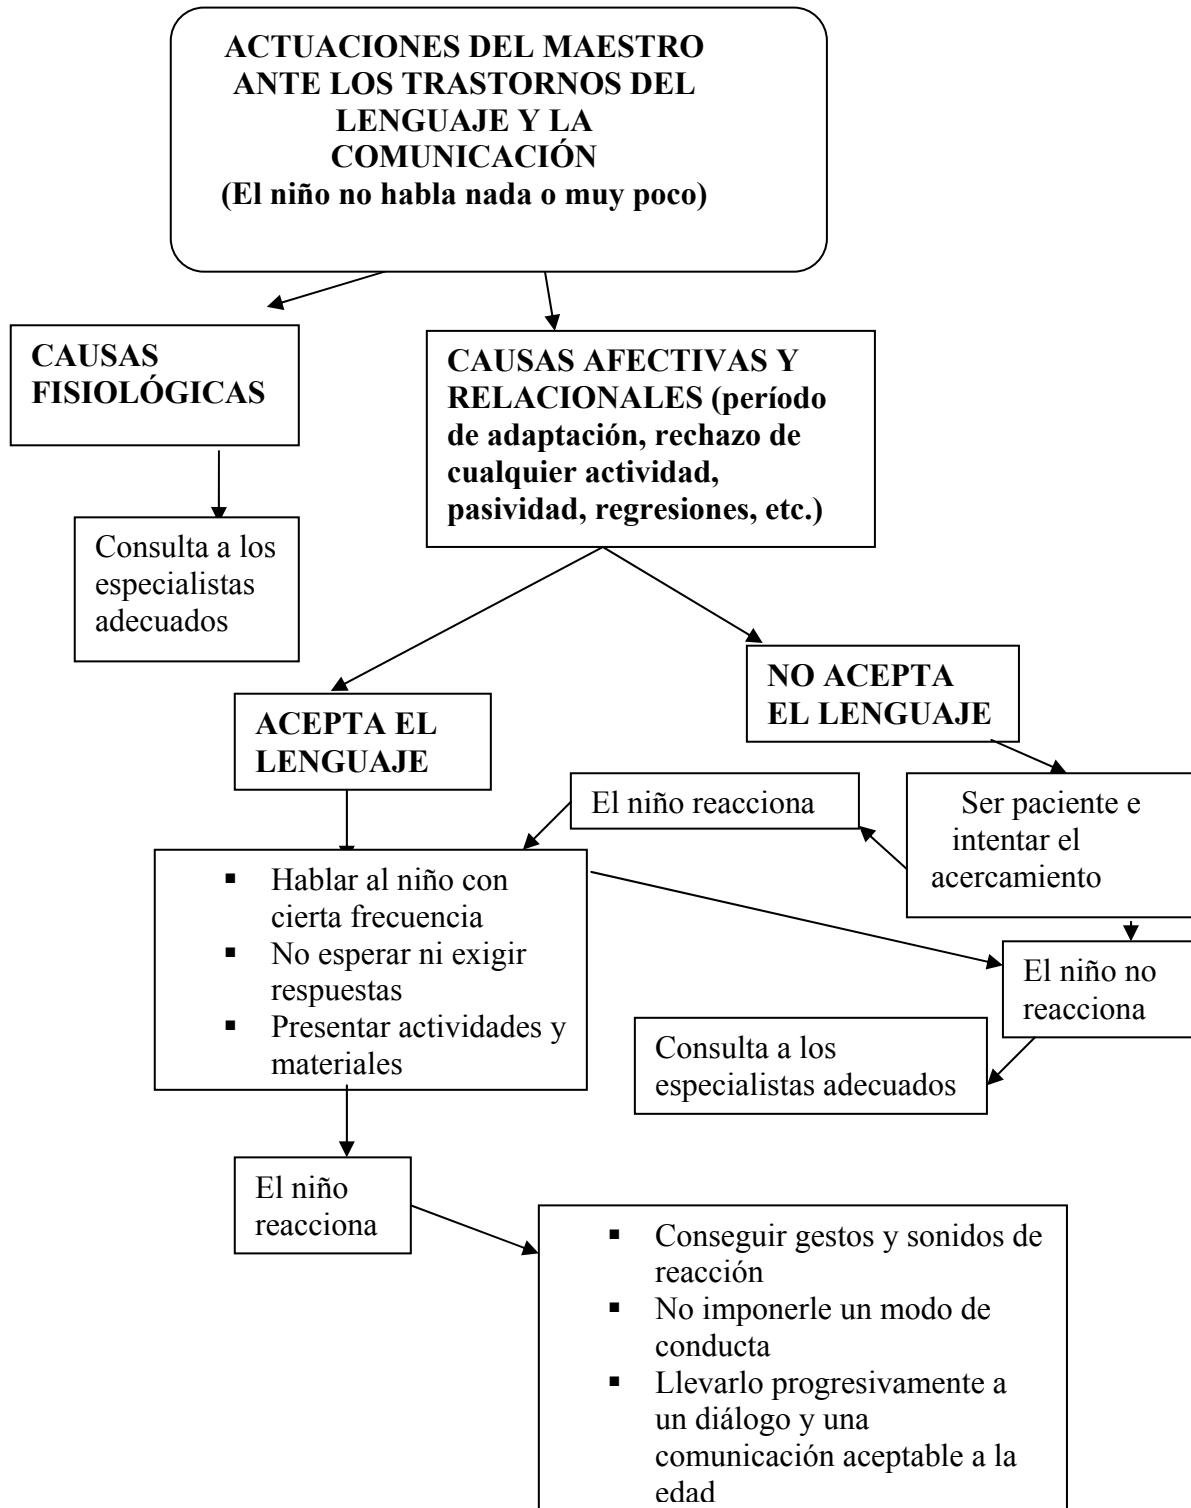 ACTUACIONES DEL MAESTRO
ANTE LOS TRASTORNOS DEL
LENGUAJE Y LA
COMUNICACIÓN
(El niño no habla nada o muy poco)
CAUSAS
FISIOLÓGICAS
CAUSAS AFECTIVAS Y
RELACIONALES (período
de adaptación, rechazo de
cualquier actividad,
pasividad, regresiones, etc.)
Consulta a los
especialistas
adecuados
NO ACEPTA
EL LENGUAJE
ACEPTA EL
LENGUAJE
El niño reacciona
Ser paciente e
intentar el
acercamiento
▪ Hablar al niño con
cierta frecuencia
▪ No esperar ni exigir
respuestas
▪ Presentar actividades y
materiales
El niño no
reacciona
Consulta a los
especialistas adecuados
El niño
reacciona
▪ Conseguir gestos y sonidos de
reacción
▪ No imponerle un modo de
conducta
▪ Llevarlo progresivamente a
un diálogo y una
comunicación aceptable a la
edad